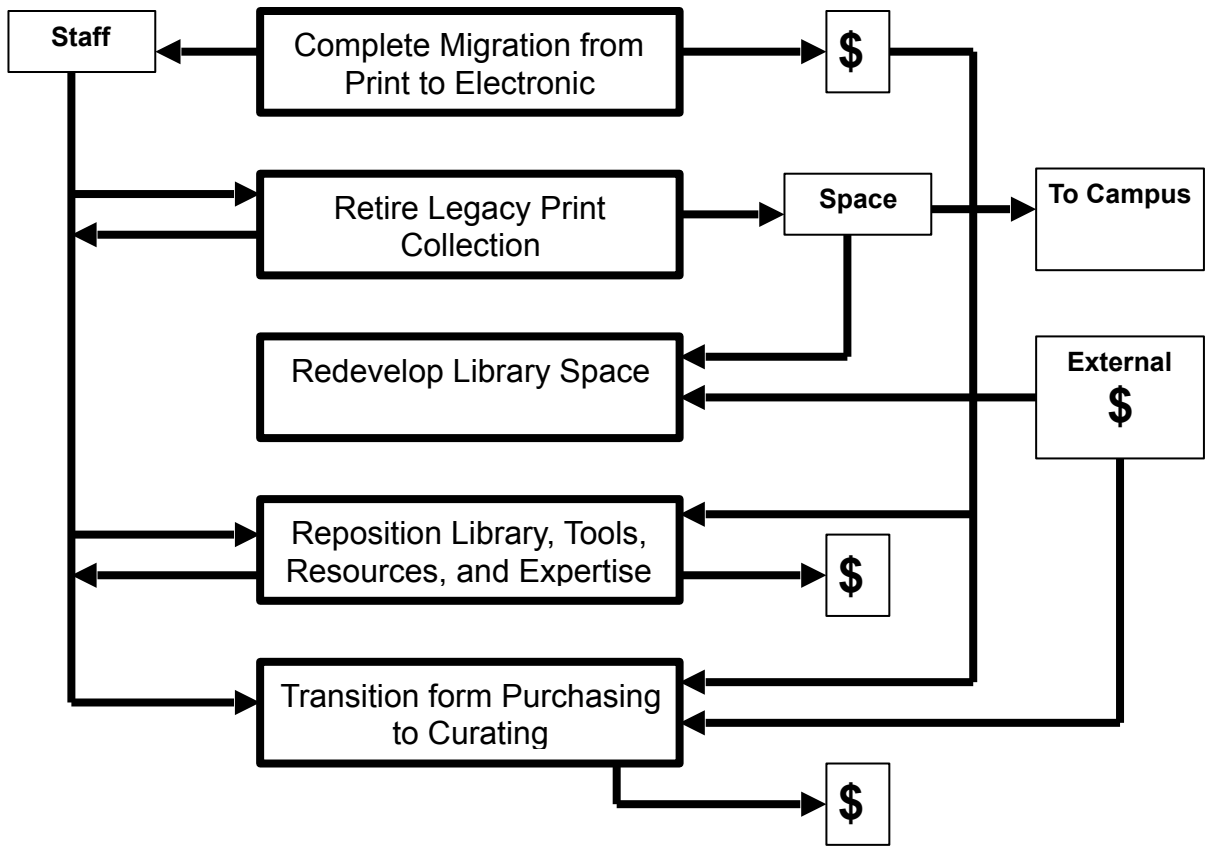 Staff
Complete Migration from
Print to Electronic
$
Retire Legacy Print
Collection
Space
To Campus
Redevelop Library Space
External
$
Reposition Library, Tools,
Resources, and Expertise
$
Transition form Purchasing
to Curating
$